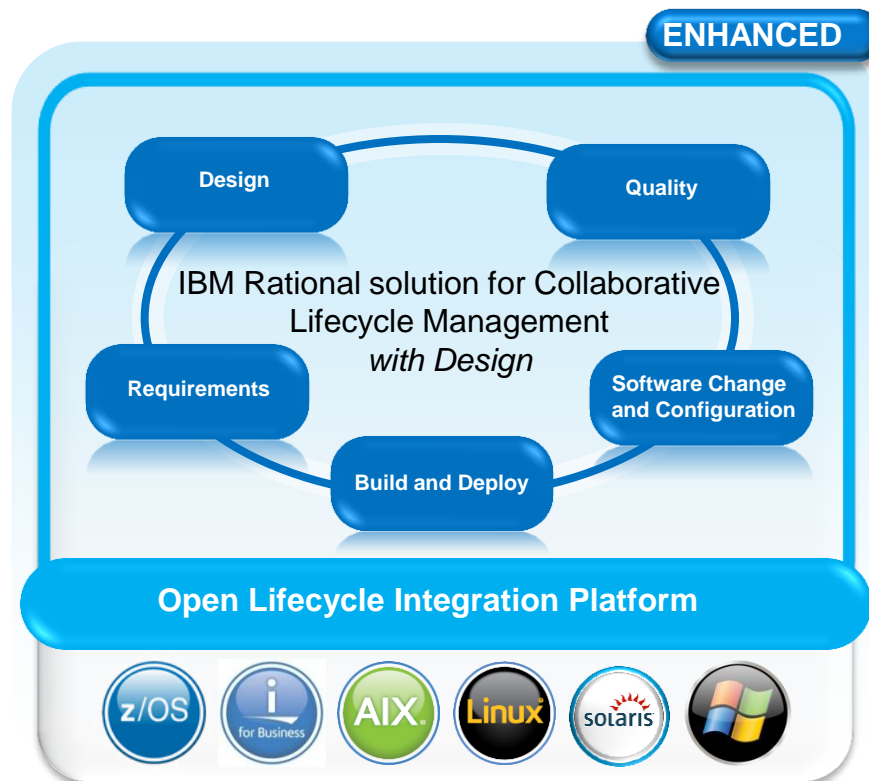 ENHANCED
Design
Quality
IBM Rational solution for Collaborative
Lifecycle Management
with Design
Requirements
Software Change
and Configuration
Build and Deploy
Open Lifecycle Integration Platform
z/OS
i
for Business
AIX
Linux
solaris